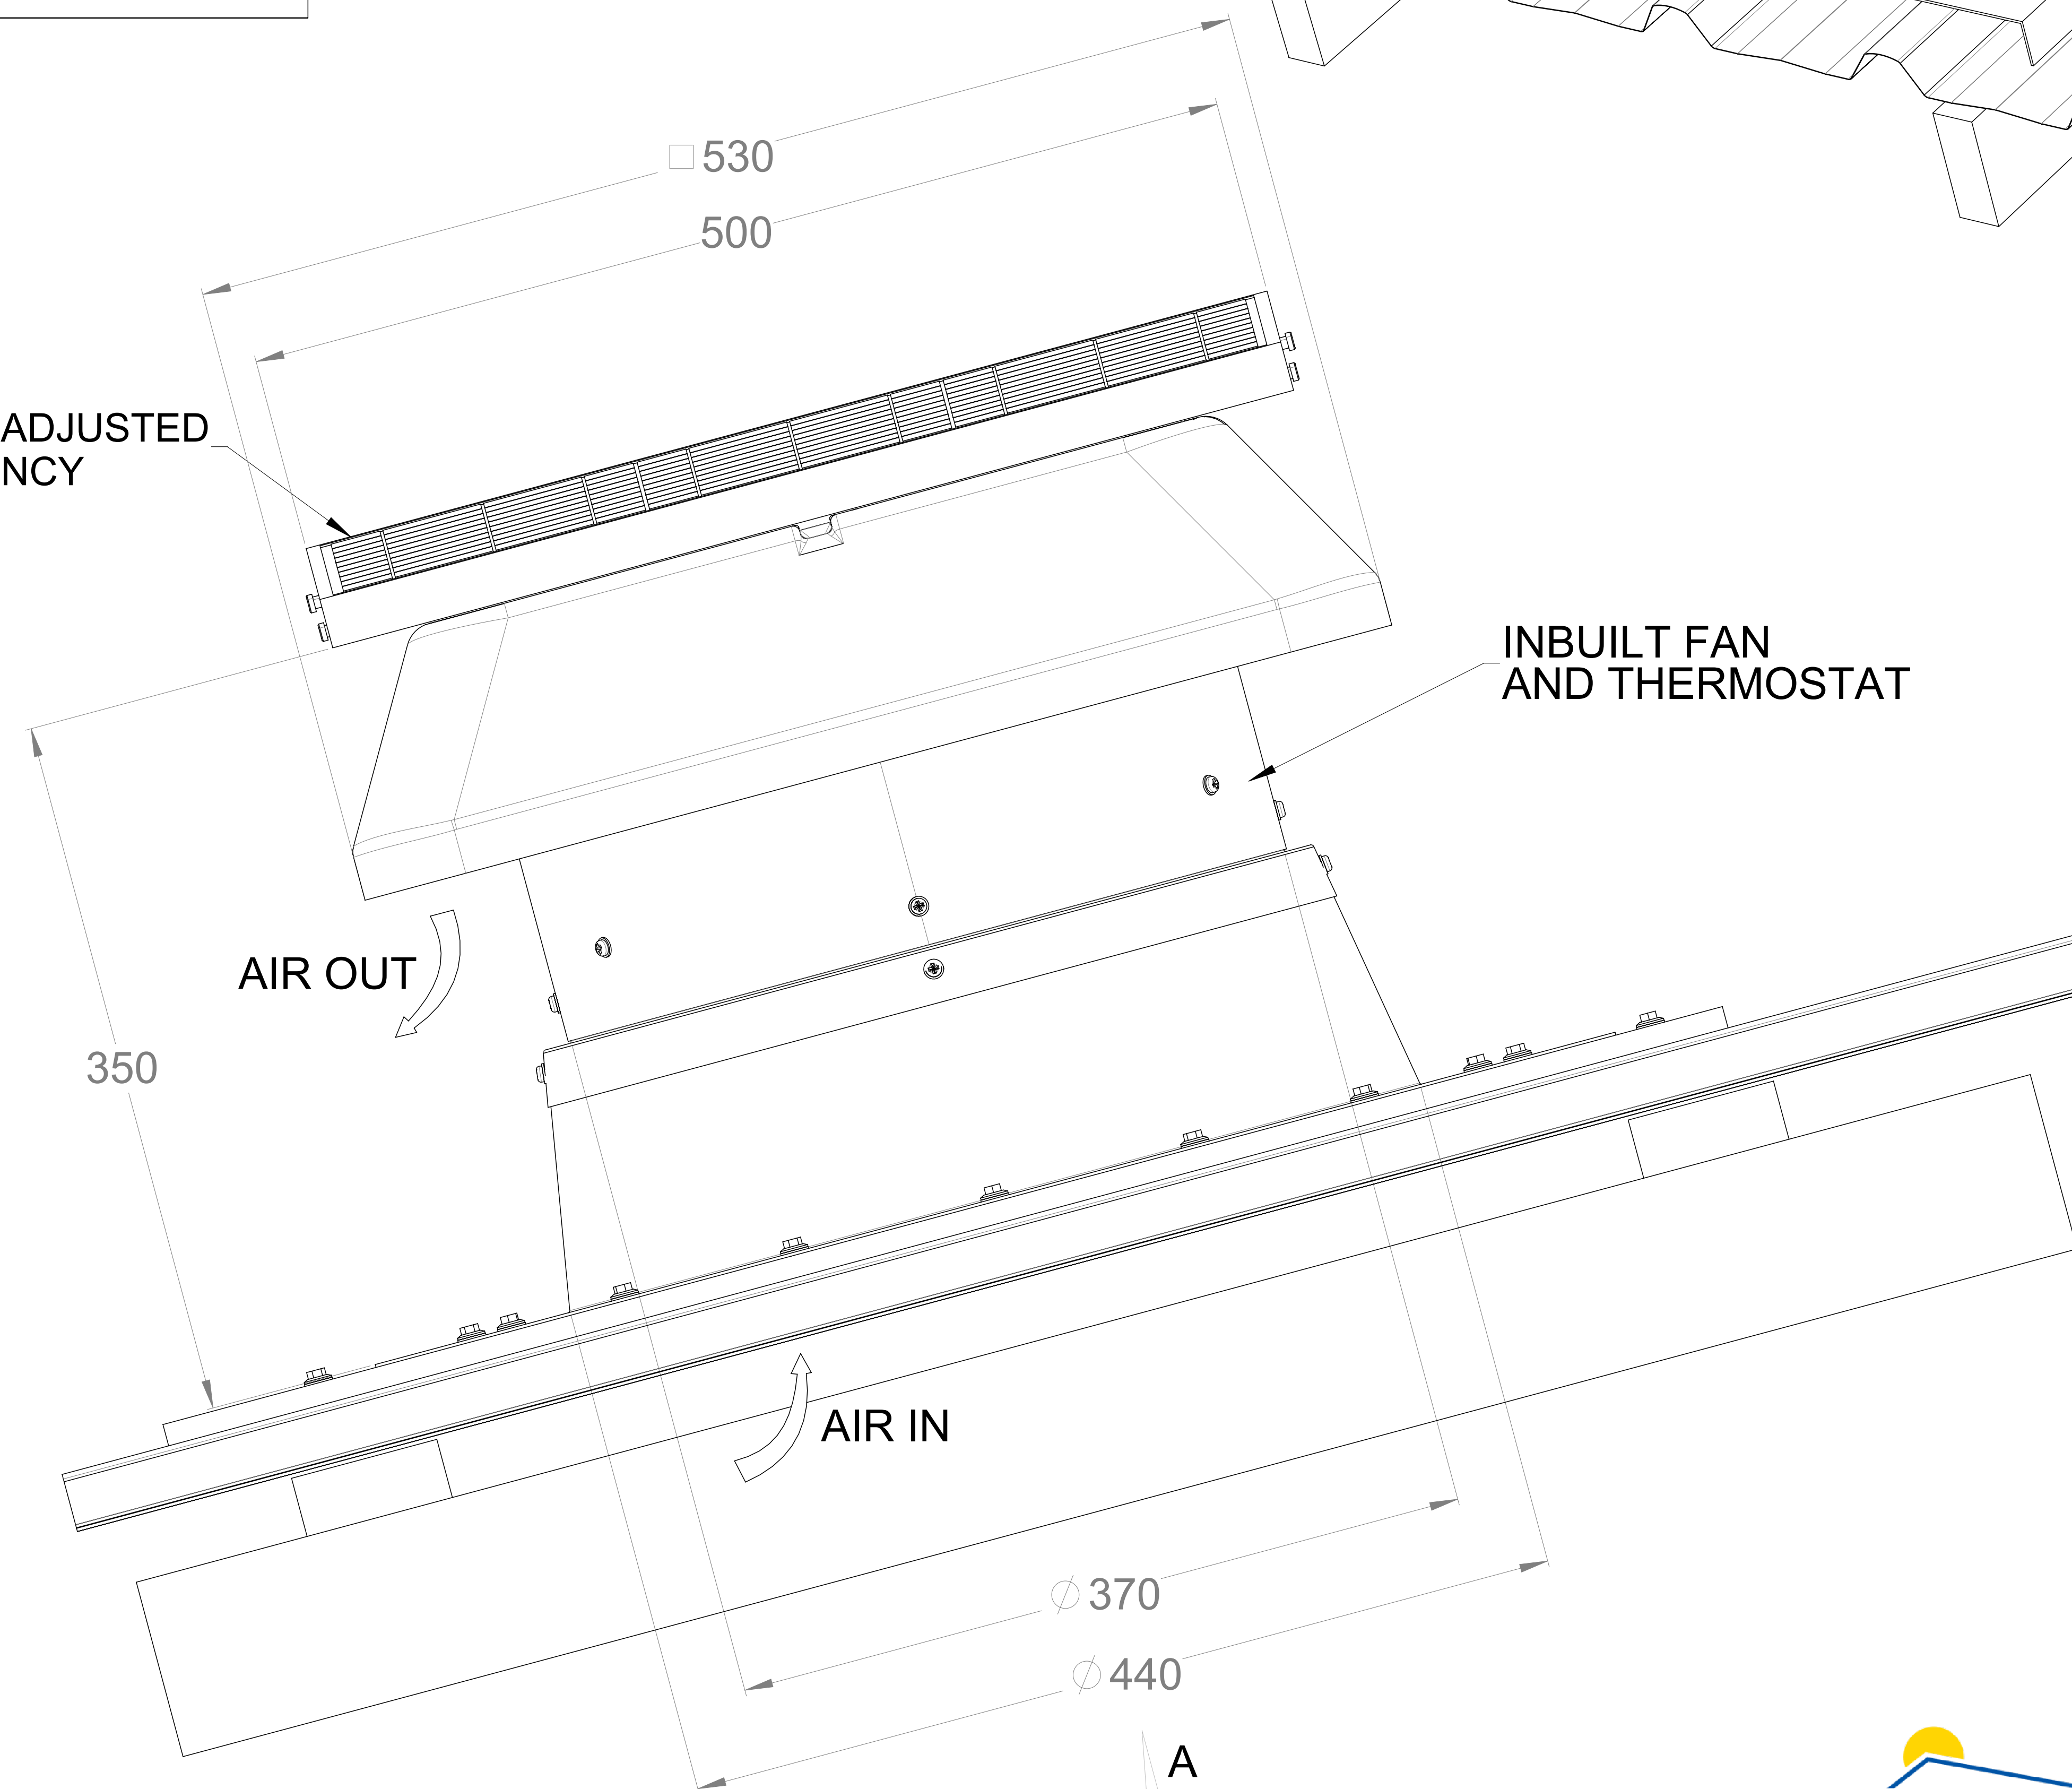 □ 530
500
ADJUSTED
NCY
INBUILT FAN
AND THERMOSTAT
AIR OUT
350
AIR IN
∅ 370
∅ 440
A